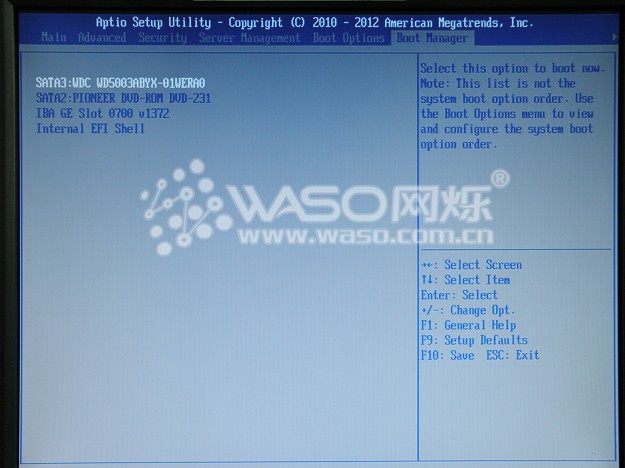 Aptio Setup Utility - Copyright (C) 2010 - 2012 American Megatrends, Inc.
Main Advanced Security Server Management Boot Options Boot Manager
SATA3:WDC WD5003ABYX-01WERA0
SATA2:PIONEER DVD-ROM DVD-231
IBA GE Slot 0700 v1372
Internal EFI Shell
Select this option to boot now.
Note: This list is not the
system boot option order. Use
the Boot Options menu to view
and configure the system boot
option order.
WASO网烁®
www.waso.com.cn
→←: Select Screen
↑↓: Select Item
Enter: Select
+/-: Change Opt.
F1: General Help
F9: Setup Defaults
F10: Save ESC: Exit